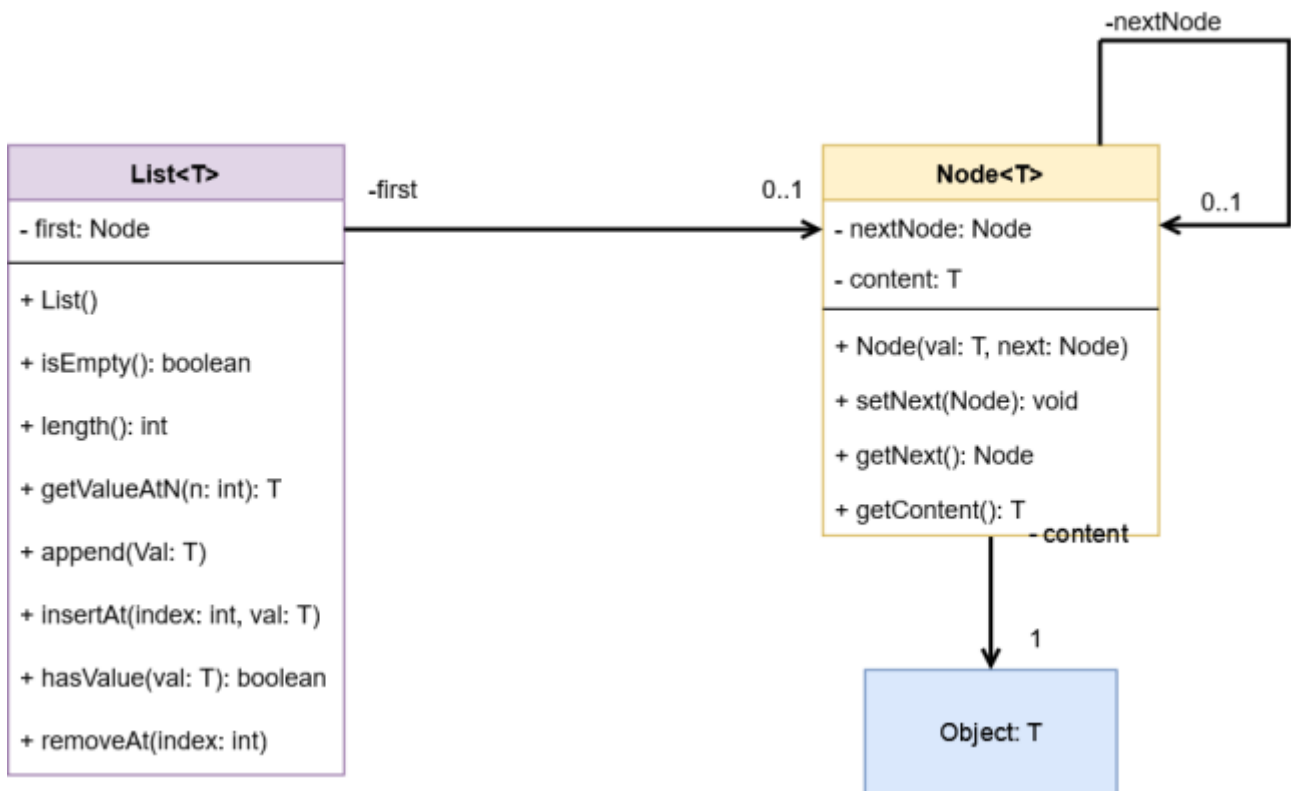 -nextNode
List<T>
- first: Node
+ List()
+ isEmpty(): boolean
+ length(): int
+ getValueAtN(n: int): T
+ append(Val: T)
+ insertAt(index: int, val: T)
+ hasValue(val: T): boolean
+ removeAt(index: int)
-first
0..1
Node<T>
- nextNode: Node
- content: T
+ Node(val: T, next: Node)
+ setNext(Node): void
+ getNext(): Node
+ getContent(): T
0..1
- content
1
Object: T